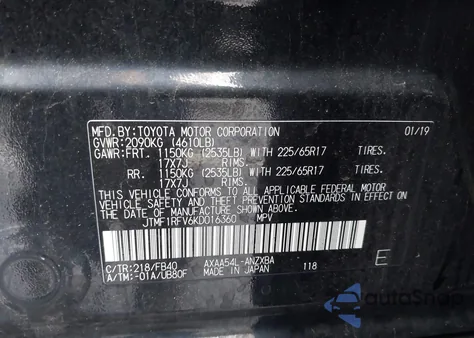 MFD. BY: TOYOTA MOTOR CORPORATION 01/19
GVWR: 2090KG (4610LB)
GAWR: FRT. 1150KG (2535LB) WITH 225/65R17 TIRES.
17X7J RIMS.
RR. 1150KG (2535LB) WITH 225/65R17 TIRES.
17X7J RIMS.
THIS VEHICLE CONFORMS TO ALL APPLICABLE FEDERAL MOTOR
VEHICLE SAFETY AND THEFT PREVENTION STANDARDS IN
EFFECT ON THE DATE OF MANUFACTURE SHOWN ABOVE.
JTMF1RFV6KD016360 MPV
C/TR: 218/FB40 AXAA54L-ANZXBA
A/TM: -01A/UB80F MADE IN JAPAN 118 E
autoSnap